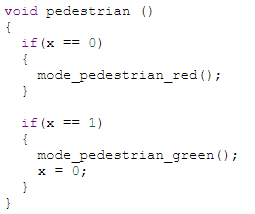 void pedestrian ()
{
  if(x == 0)
  {
    mode_pedestrian_red();
  }

  if(x == 1)
  {
    mode_pedestrian_green();
    x = 0;
  }
}